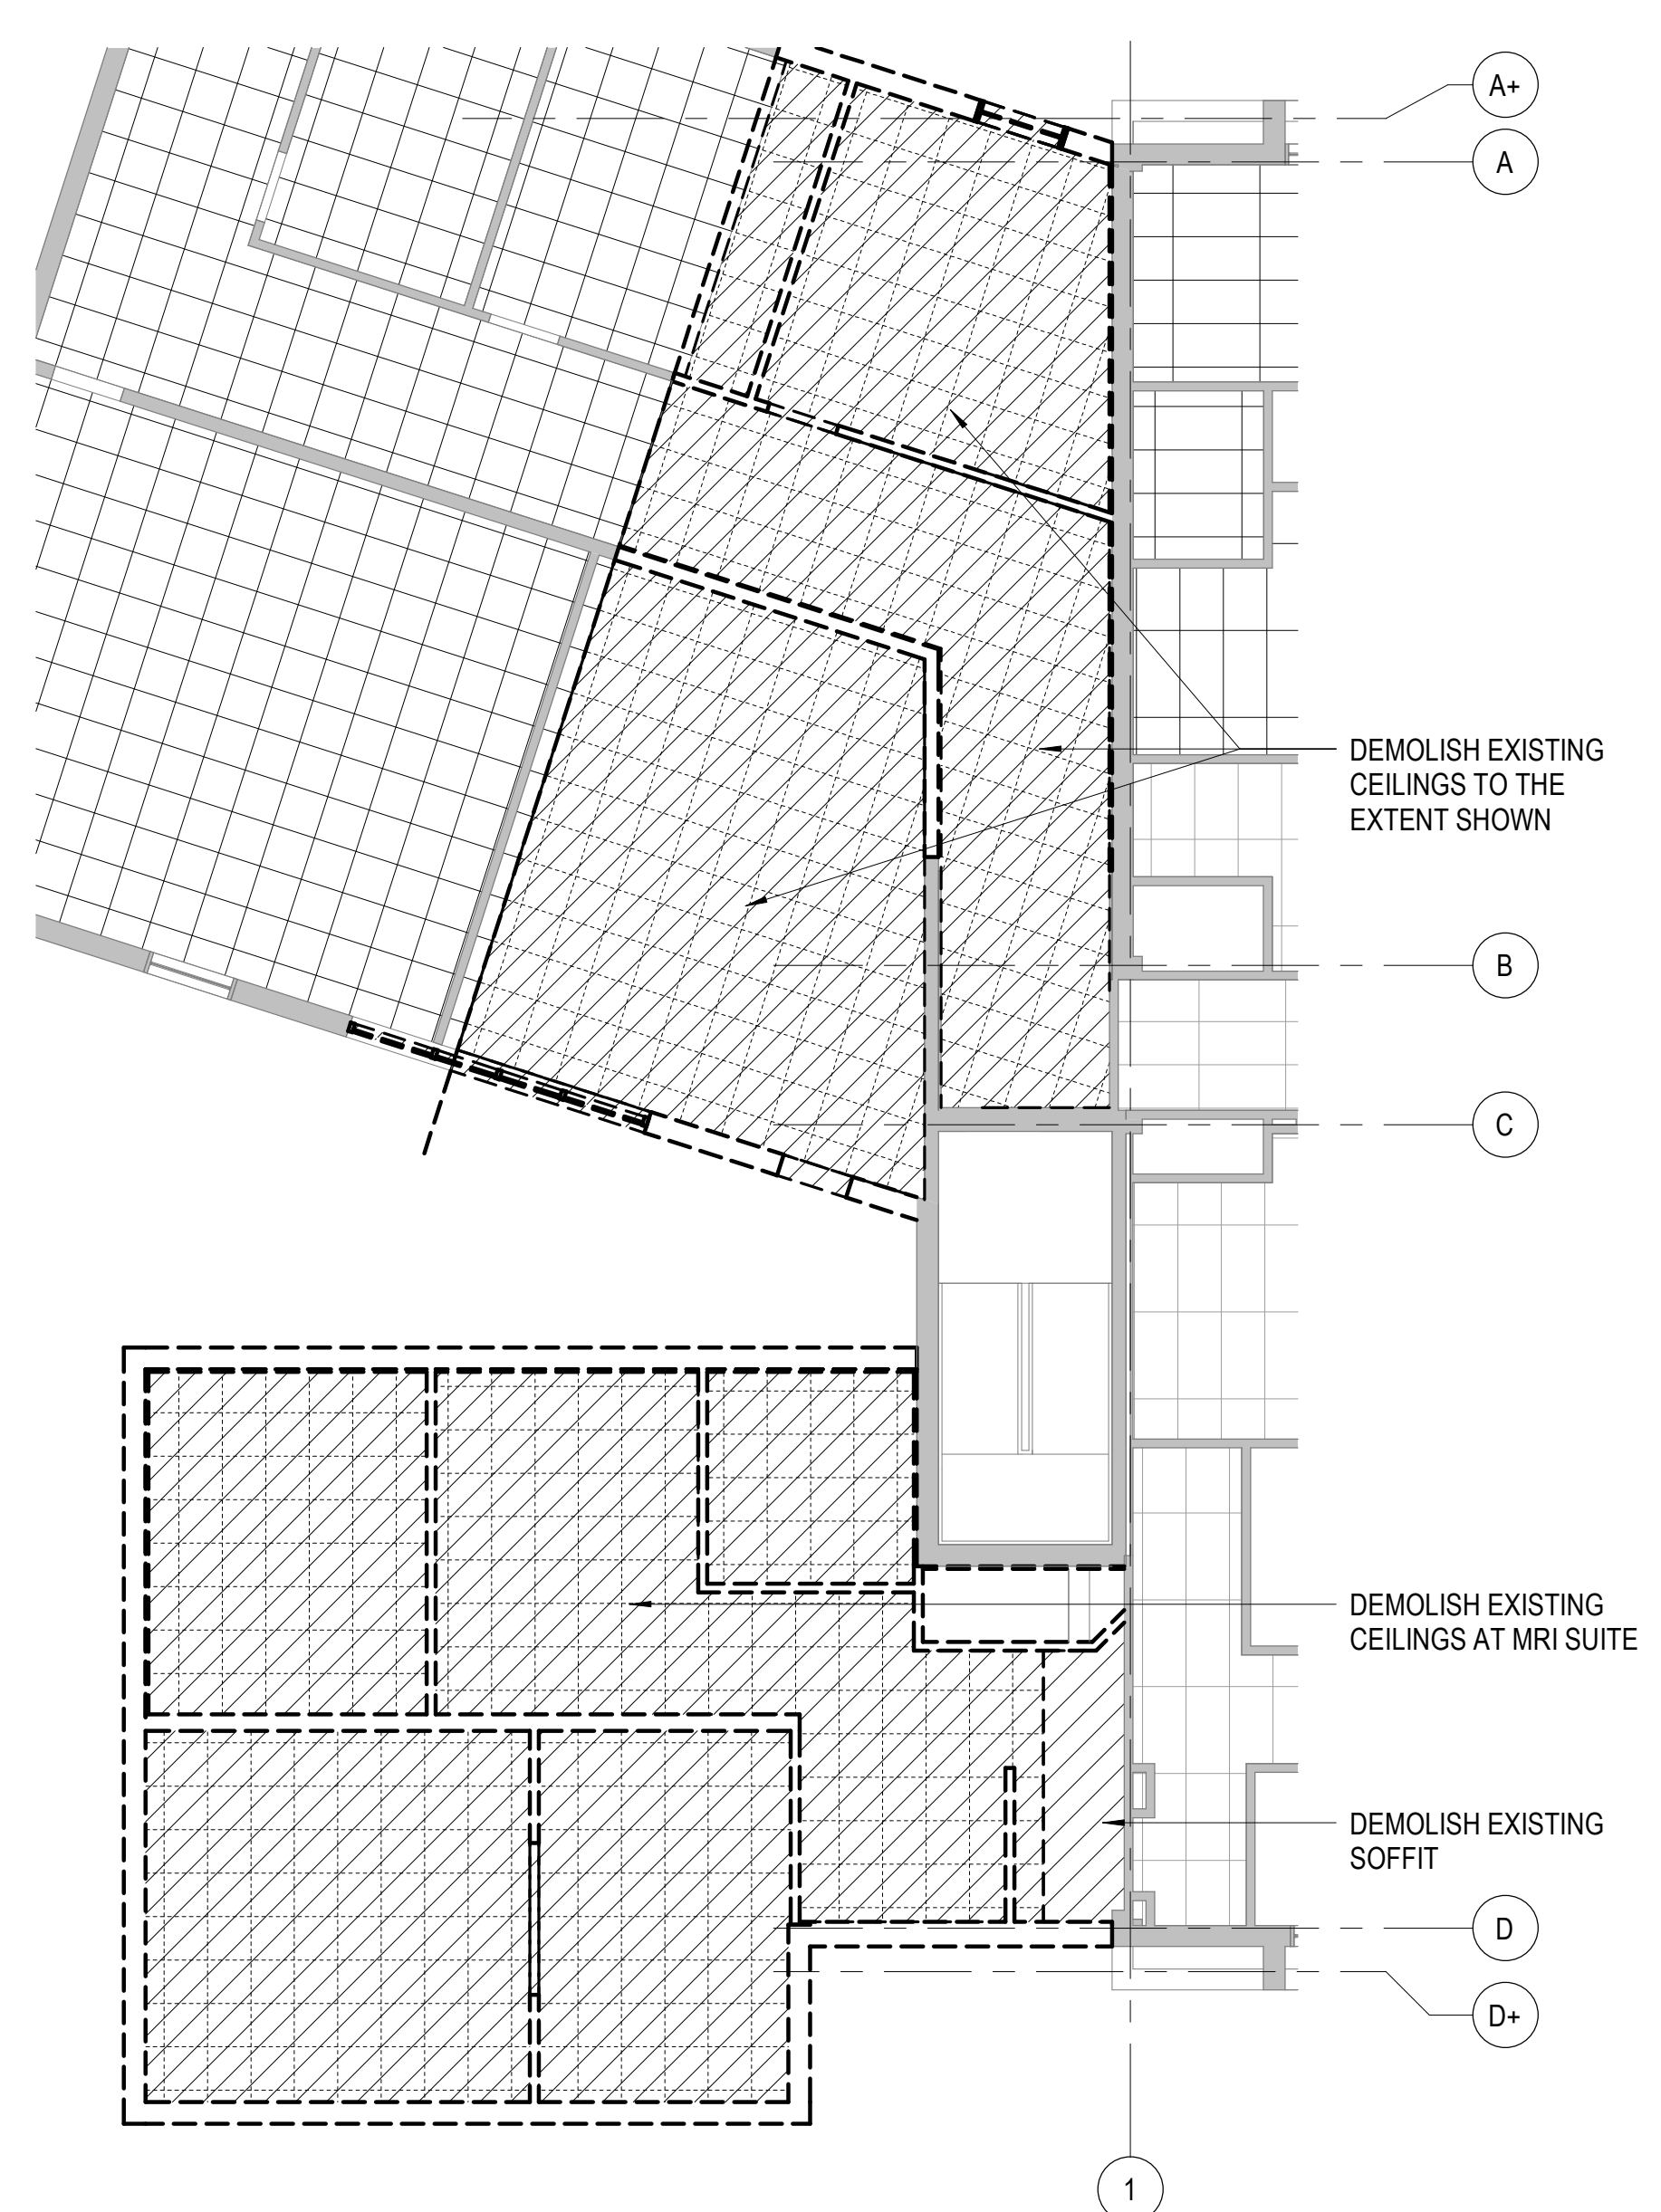 A+
A
DEMOLISH EXISTING
CEILINGS TO THE
EXTENT SHOWN
B
C
DEMOLISH EXISTING
CEILINGS AT MRI SUITE
DEMOLISH EXISTING
SOFFIT
D
D+
1